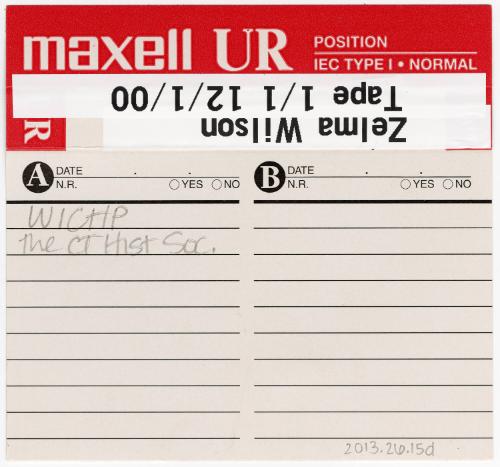 maxell UR
POSITION
IEC TYPE I • NORMAL
Zelma Wilson
Tape 1/1 12/1/00
R
A DATE . .
N.R. YES NO
B DATE . .
N.R. YES NO
WICHP
The CT Hist Soc.
2013.26.15d